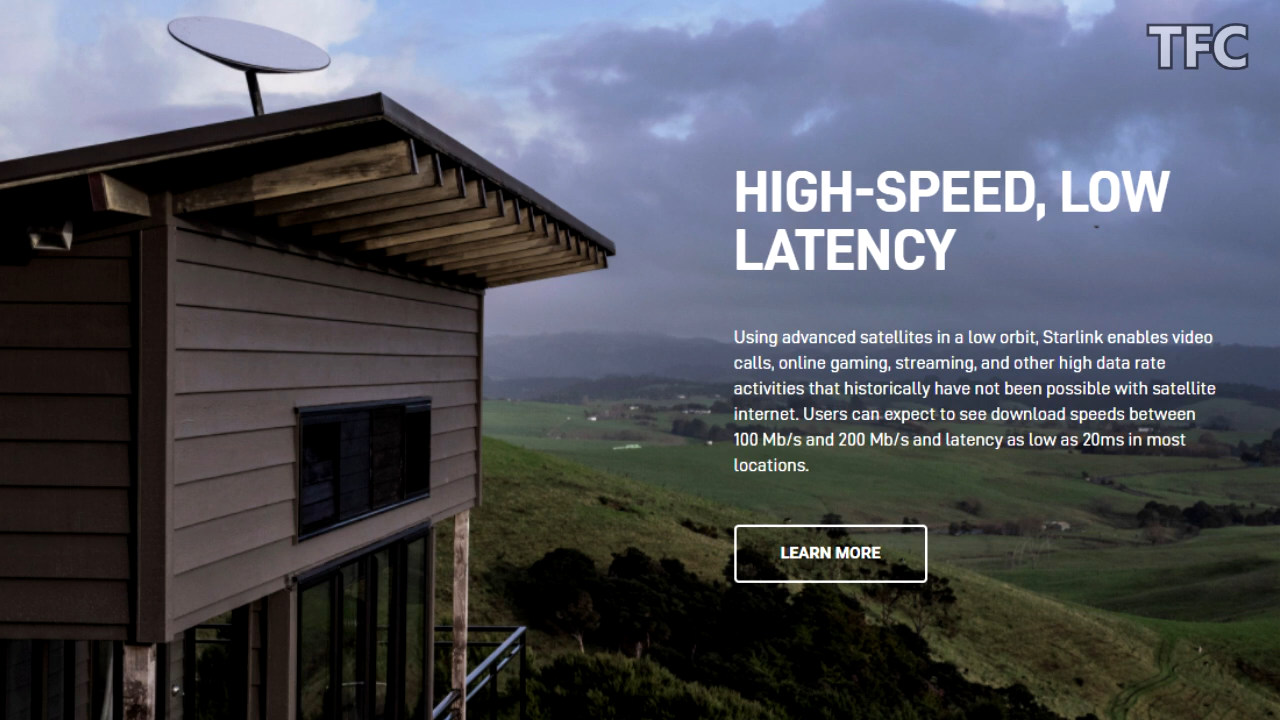 TFC
HIGH-SPEED, LOW
LATENCY
Using advanced satellites in a low orbit, Starlink enables video
calls, online gaming, streaming, and other high data rate
activities that historically have not been possible with satellite
internet. Users can expect to see download speeds between
100 Mb/s and 200 Mb/s and latency as low as 20ms in most
locations.
LEARN MORE